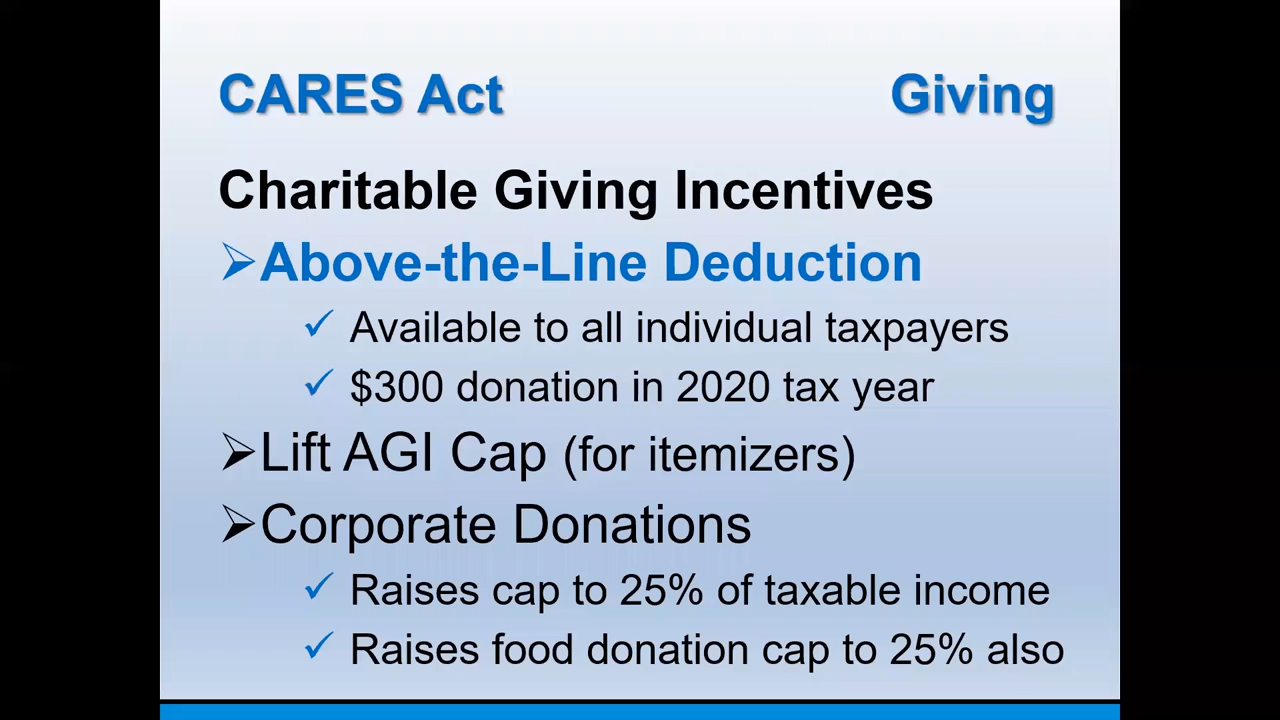 CARES Act Giving
Charitable Giving Incentives
➢Above-the-Line Deduction
✓ Available to all individual taxpayers
✓ $300 donation in 2020 tax year
➢Lift AGI Cap (for itemizers)
➢Corporate Donations
✓ Raises cap to 25% of taxable income
✓ Raises food donation cap to 25% also